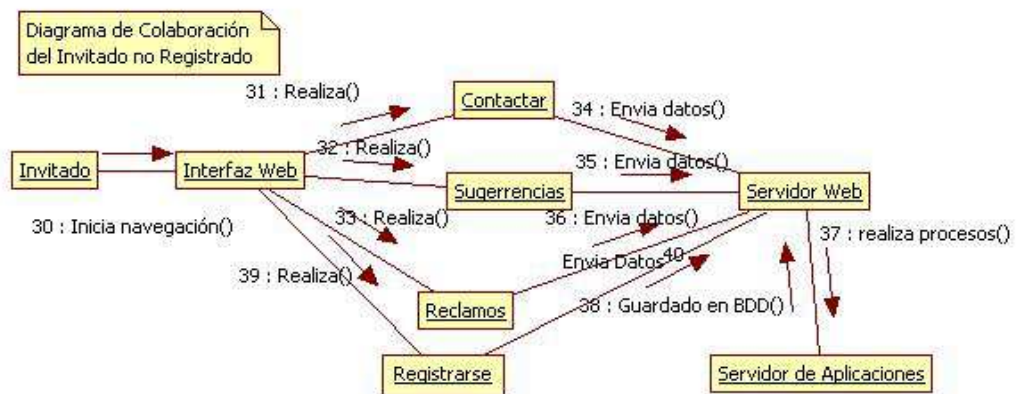 Diagrama de Colaboración
del Invitado no Registrado
31 : Realiza()
Contactar
34 : Envia datos()
32 : Realiza()
35 : Envia datos()
Invitado
Interfaz Web
Sugerrencias
Servidor Web
30 : Inicia navegación()
33 : Realiza()
36 : Envia datos()
37 : realiza procesos()
39 : Realiza()
Envia Datos 40
Reclamos
38 : Guardado en BDD()
Registrarse
Servidor de Aplicaciones